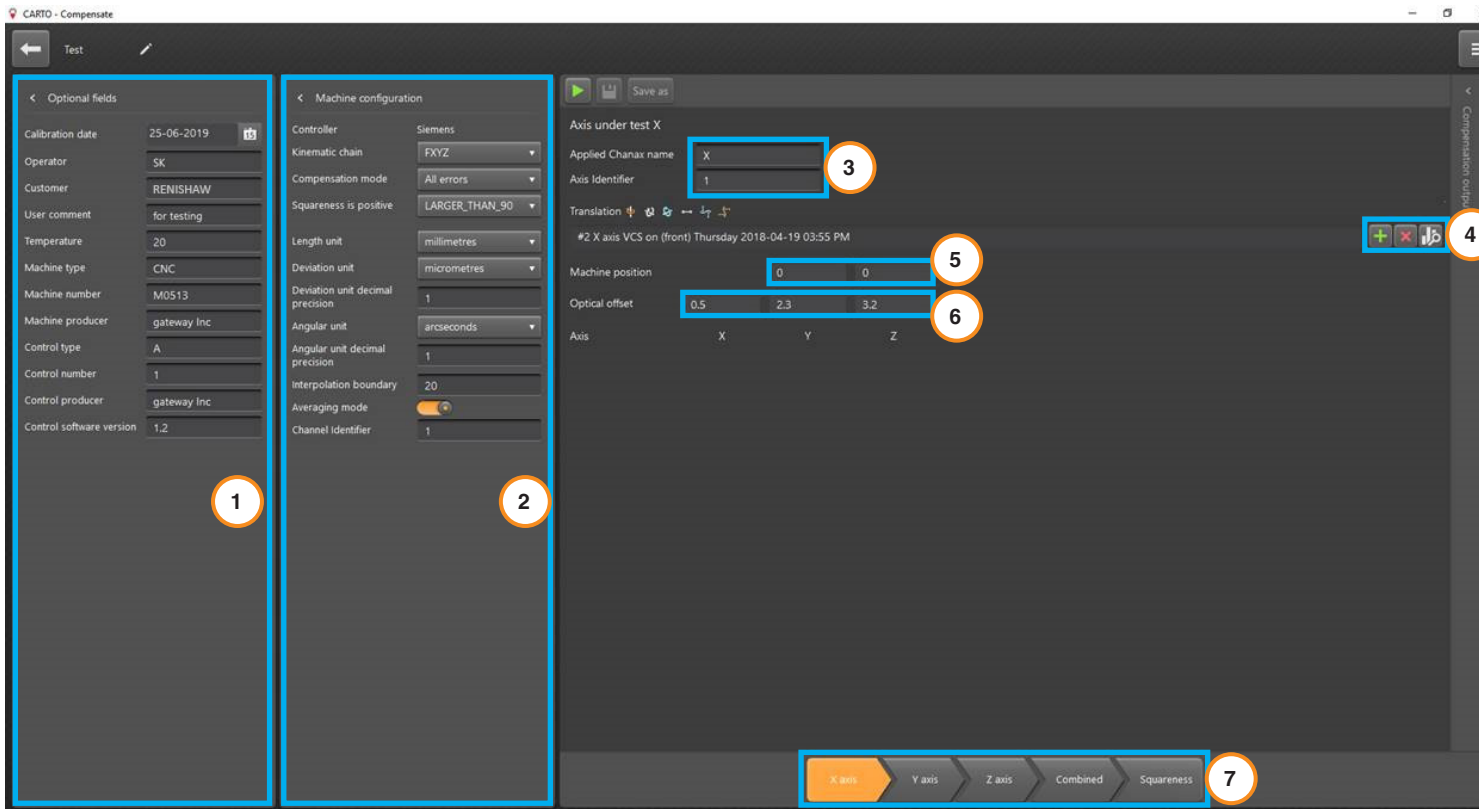 CARTO - Compensate
Test
Optional fields
Calibration date 25-06-2019 15
Operator SK
Customer RENISHAW
User comment for testing
Temperature 20
Machine type CNC
Machine number M0513
Machine producer gateway Inc
Control type A
Control number 1
Control producer gateway Inc
Control software version 1.2
1
Machine configuration
Controller Siemens
Kinematic chain FXYZ
Compensation mode All errors
Squareness is positive LARGER_THAN_90
Length unit millimetres
Deviation unit micrometres
Deviation unit decimal
precision 1
Angular unit arcseconds
Angular unit decimal
precision 1
Interpolation boundary 20
Averaging mode
Channel Identifier 1
2
Save as
Axis under test X
Applied Chanax name X
Axis Identifier 1
3
Translation
#2 X axis VCS on (front) Thursday 2018-04-19 03:55 PM
4
Machine position 0 0
5
Optical offset 0.5 2.3 3.2
6
Axis X Y Z
Compensation output
X axis Y axis Z axis Combined Squareness
7